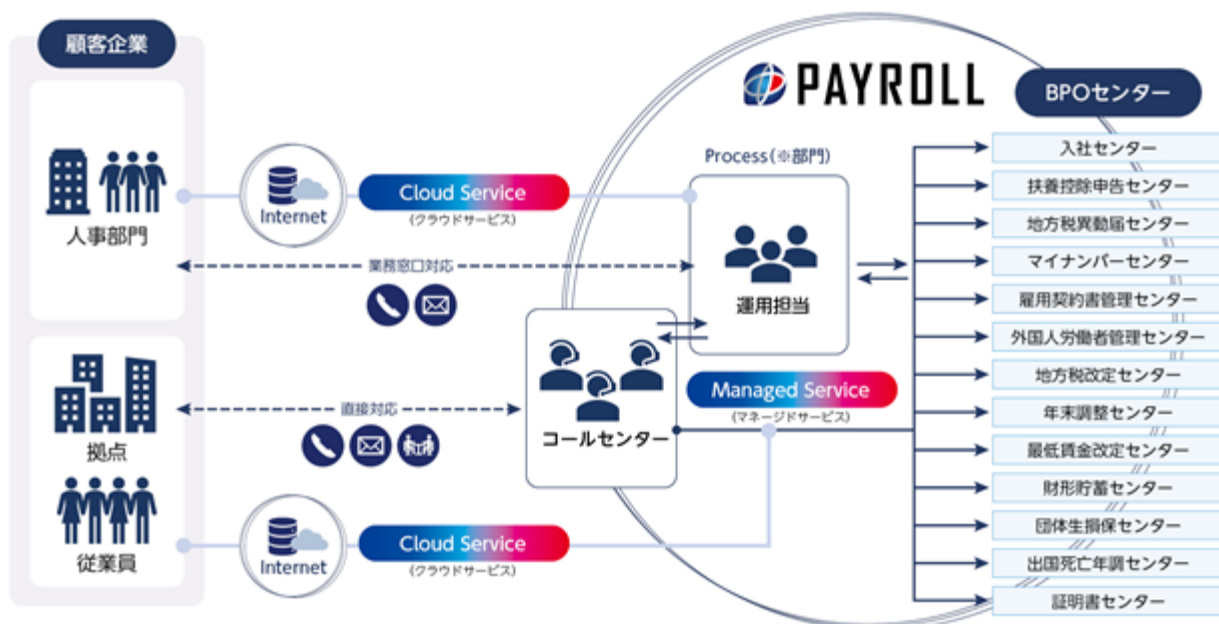 顧客企業
人事部門
拠点
従業員
Internet
Cloud Service
(クラウドサービス)
業務窓口対応
直接対応
Internet
Cloud Service
(クラウドサービス)
PAYROLL
Process(※部門)
運用担当
コールセンター
Managed Service
(マネージドサービス)
BPOセンター
入社センター
扶養控除申告センター
地方税異動届センター
マイナンバーセンター
雇用契約書管理センター
外国人労働者管理センター
地方税改定センター
年末調整センター
最低賃金改定センター
財形貯蓄センター
団体生損保センター
出国死亡年調センター
証明書センター